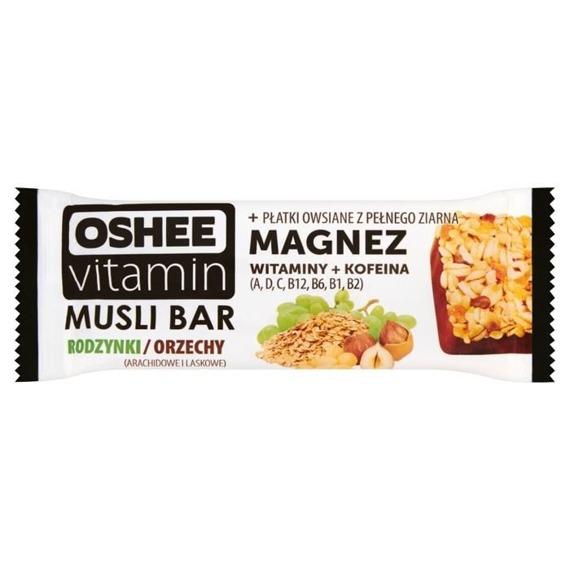 OSHEE
vitamin
MUSLI BAR
RODZYNKI/ORZECHY
(ARACHIDOWE I LASKOWE)
+ PŁATKI OWSIANE Z PEŁNEGO ZIARNA
MAGNEZ
WITAMINY + KOFEINA
(A, D, C, B12, B6, B1, B2)